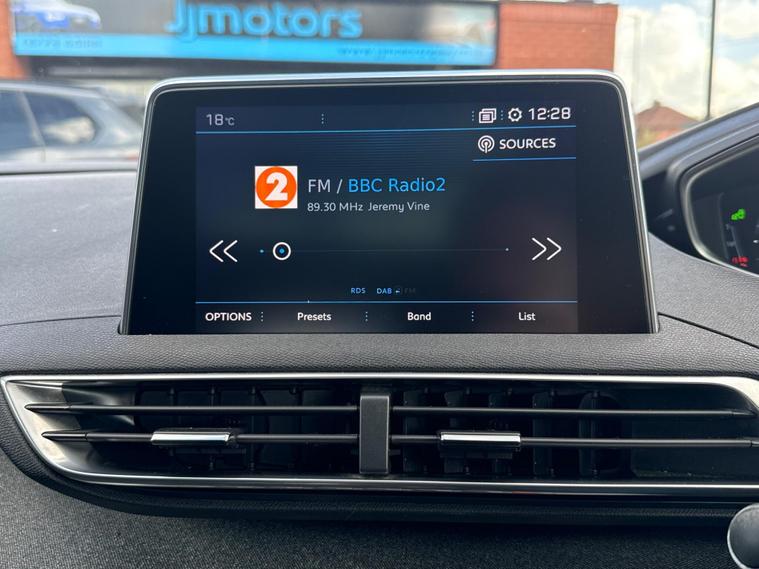 Jjmotors
18°C
12:28
SOURCES
2
FM / BBC Radio2
89.30 MHz Jeremy Vine
RDS DAB FM
OPTIONS Presets Band List